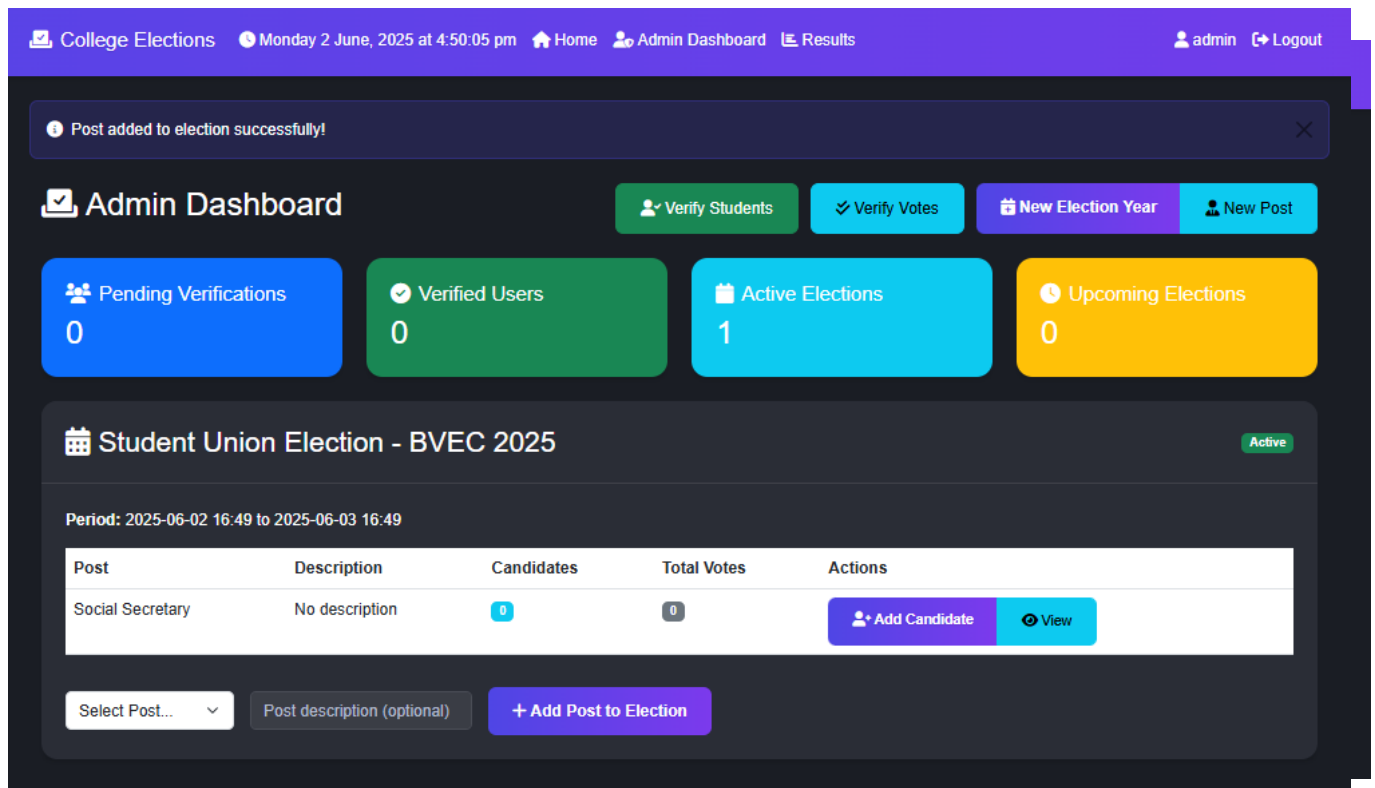 College Elections Monday 2 June, 2025 at 4:50:05 pm Home Admin Dashboard Results admin Logout
Post added to election successfully!
Admin Dashboard Verify Students Verify Votes New Election Year New Post
Pending Verifications Verified Users Active Elections Upcoming Elections
0 0 1 0
Student Union Election - BVEC 2025 Active
Period: 2025-06-02 16:49 to 2025-06-03 16:49
Post Description Candidates Total Votes Actions
Social Secretary No description 0 0 Add Candidate View
Select Post... Post description (optional) + Add Post to Election